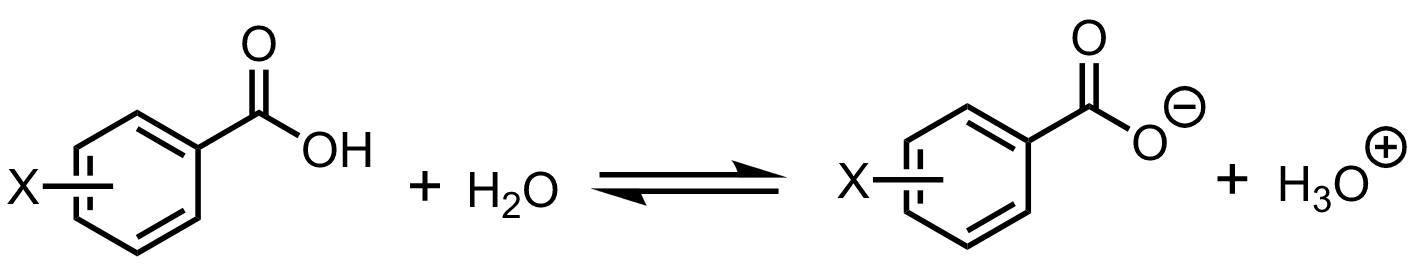 O
OH
X
+ H₂O
O
O⊖
X
+ H₃O⊕